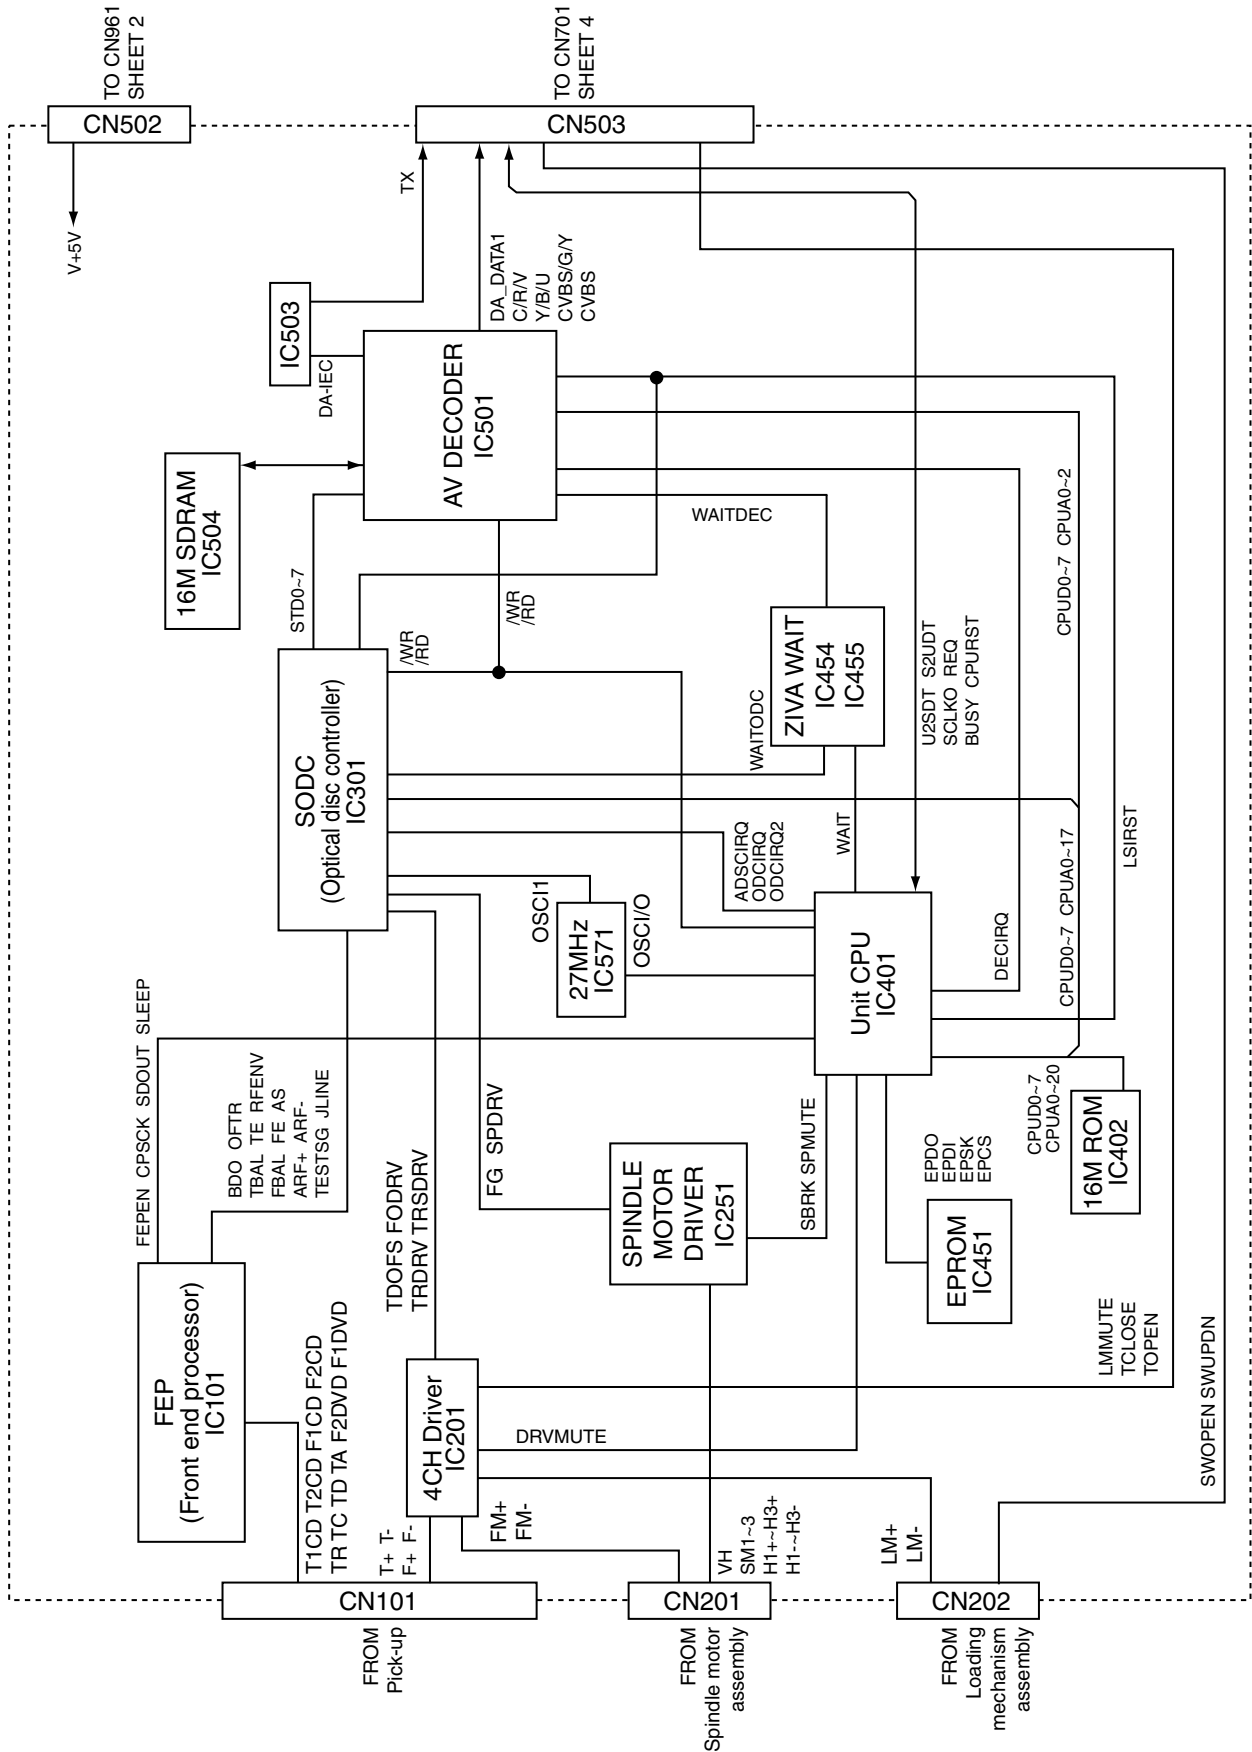 TO CN961
SHEET 2
CN502
V+5V
TO CN701
SHEET 4
CN503
TX
IC503
DA-IEC
DA_DATA1
C/R/V
Y/B/U
CVBS/G/Y
CVBS
16M SDRAM
IC504
AV DECODER
IC501
STD0~7
/WR
/RD
WAITDEC
CPUD0~7 CPUA0~2
SODC
(Optical disc controller)
IC301
/WR
/RD
ZIVA WAIT
IC454
IC455
WAITODC
U2SDT S2UDT
SCLKO REQ
BUSY CPURST
WAIT
ADSCIRQ
ODCIRQ
ODCIRQ2
LSIRST
OSCI1
27MHz
IC571
OSCI/O
Unit CPU
IC401
DECIRQ
CPUD0~7 CPUA0~17
FEPEN CPSCK SDOUT SLEEP
BDO OFTR
TBAL TE RFENV
FBAL FE AS
ARF+ ARF-
TESTSG JLINE
FG SPDRV
TDOFS FODRV
TRDRV TRSDRV
SPINDLE
MOTOR
DRIVER
IC251
SBRK SPMUTE
EPDO
EPDI
EPSK
EPCS
EPROM
IC451
CPUD0~7
CPUA0~20
16M ROM
IC402
FEP
(Front end processor)
IC101
T1CD T2CD F1CD F2CD
TR TC TD TA F2DVD F1DVD
4CH Driver
IC201
DRVMUTE
LMMUTE
TCLOSE
TOPEN
SWOPEN SWUPDN
T+ T-
F+ F-
FM+
FM-
VH
SM1~3
H1+~H3+
H1-~H3-
LM+
LM-
CN101
CN201
CN202
FROM
Pick-up
FROM
Spindle motor
assembly
FROM
Loading
mechanism
assembly